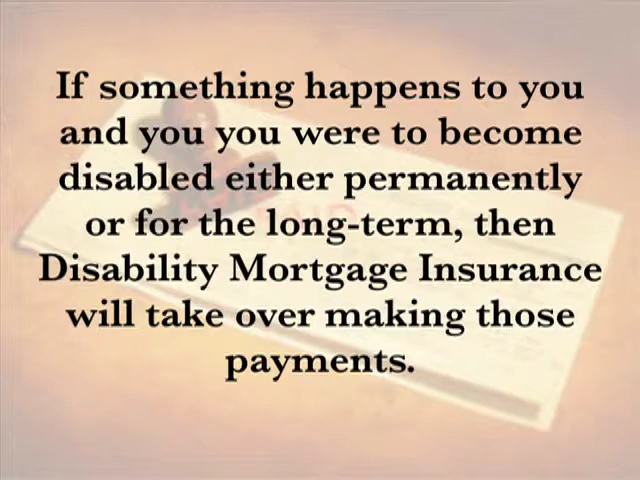 If something happens to you
and you you were to become
disabled either permanently
or for the long-term, then
Disability Mortgage Insurance
will take over making those
payments.